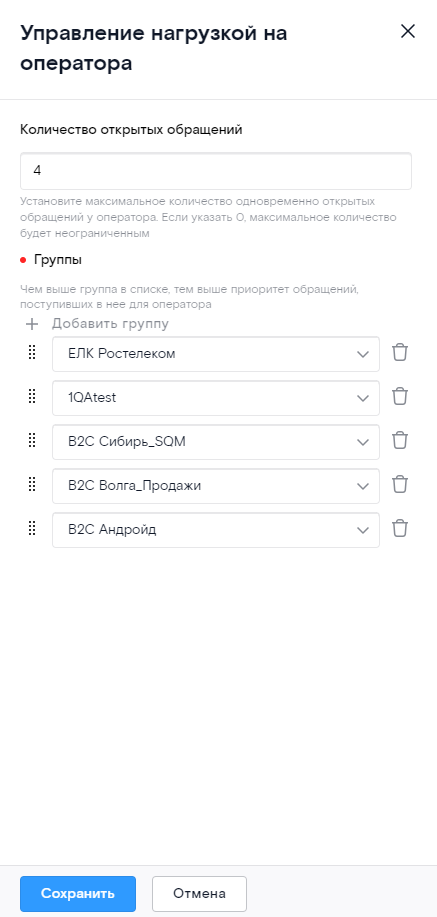 Управление нагрузкой на
оператора
Количество открытых обращений
4
Установите максимальное количество одновременно открытых
обращений у оператора. Если указать 0, максимальное количество
будет неограниченным
Группы
Чем выше группа в списке, тем выше приоритет обращений,
поступивших в нее для оператора
Добавить группу
ЕЛК Ростелеком
1QAtest
B2C Сибирь_SQM
B2C Волга_Продажи
B2C Андройд
Сохранить
Отмена